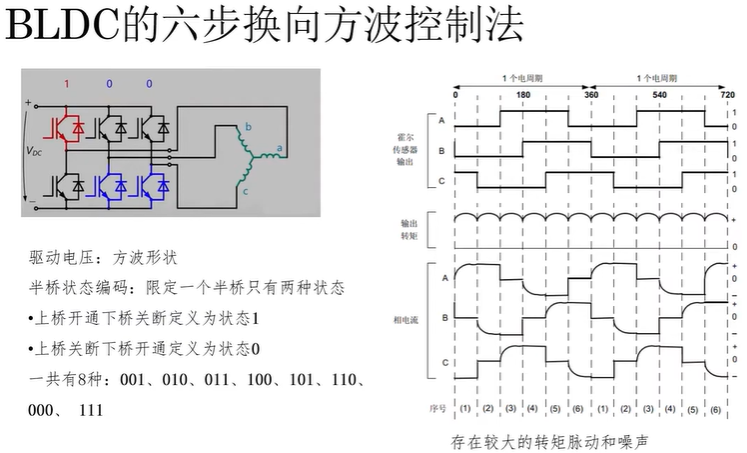 BLDC的六步换向方波控制法
1 0 0
+
V_DC
−
b
a
c
驱动电压：方波形状
半桥状态编码：限定一个半桥只有两种状态
•上桥开通下桥关断定义为状态1
•上桥关断下桥开通定义为状态0
一共有8种：001、010、011、100、101、110、
000、 111
1 个电周期 1 个电周期
0 180 360 540 720
霍尔
传感器
输出
A 1
0
B 1
0
C 1
0
输出
转矩
+
0
相电流
A +
0
−
B +
0
−
C +
0
−
序号 (1) (2) (3) (4) (5) (6) (1) (2) (3) (4) (5) (6)
存在较大的转矩脉动和噪声